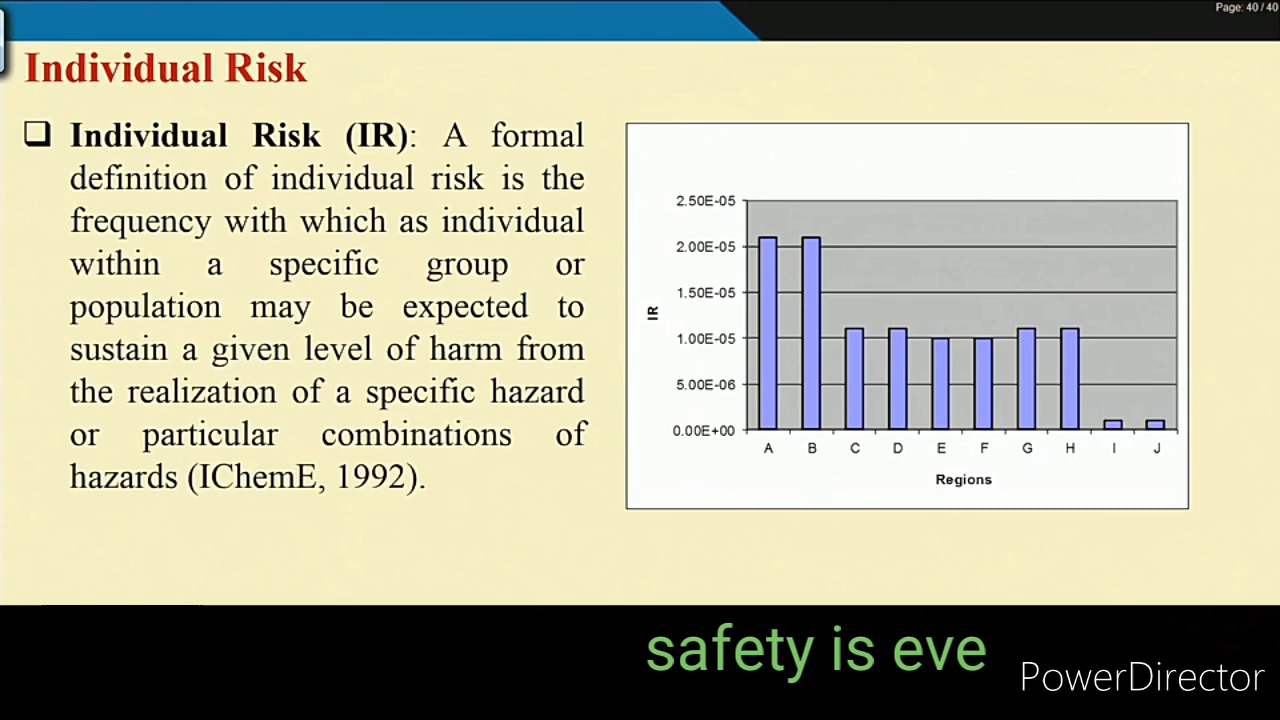 Page: 40 / 40
Individual Risk
❑ Individual Risk (IR): A formal
definition of individual risk is the
frequency with which as individual
within a specific group or
population may be expected to
sustain a given level of harm from
the realization of a specific hazard
or particular combinations of
hazards (IChemE, 1992).
2.50E-05
2.00E-05
1.50E-05
IR
1.00E-05
5.00E-06
0.00E+00
A B C D E F G H I J
Regions
safety is eve
PowerDirector